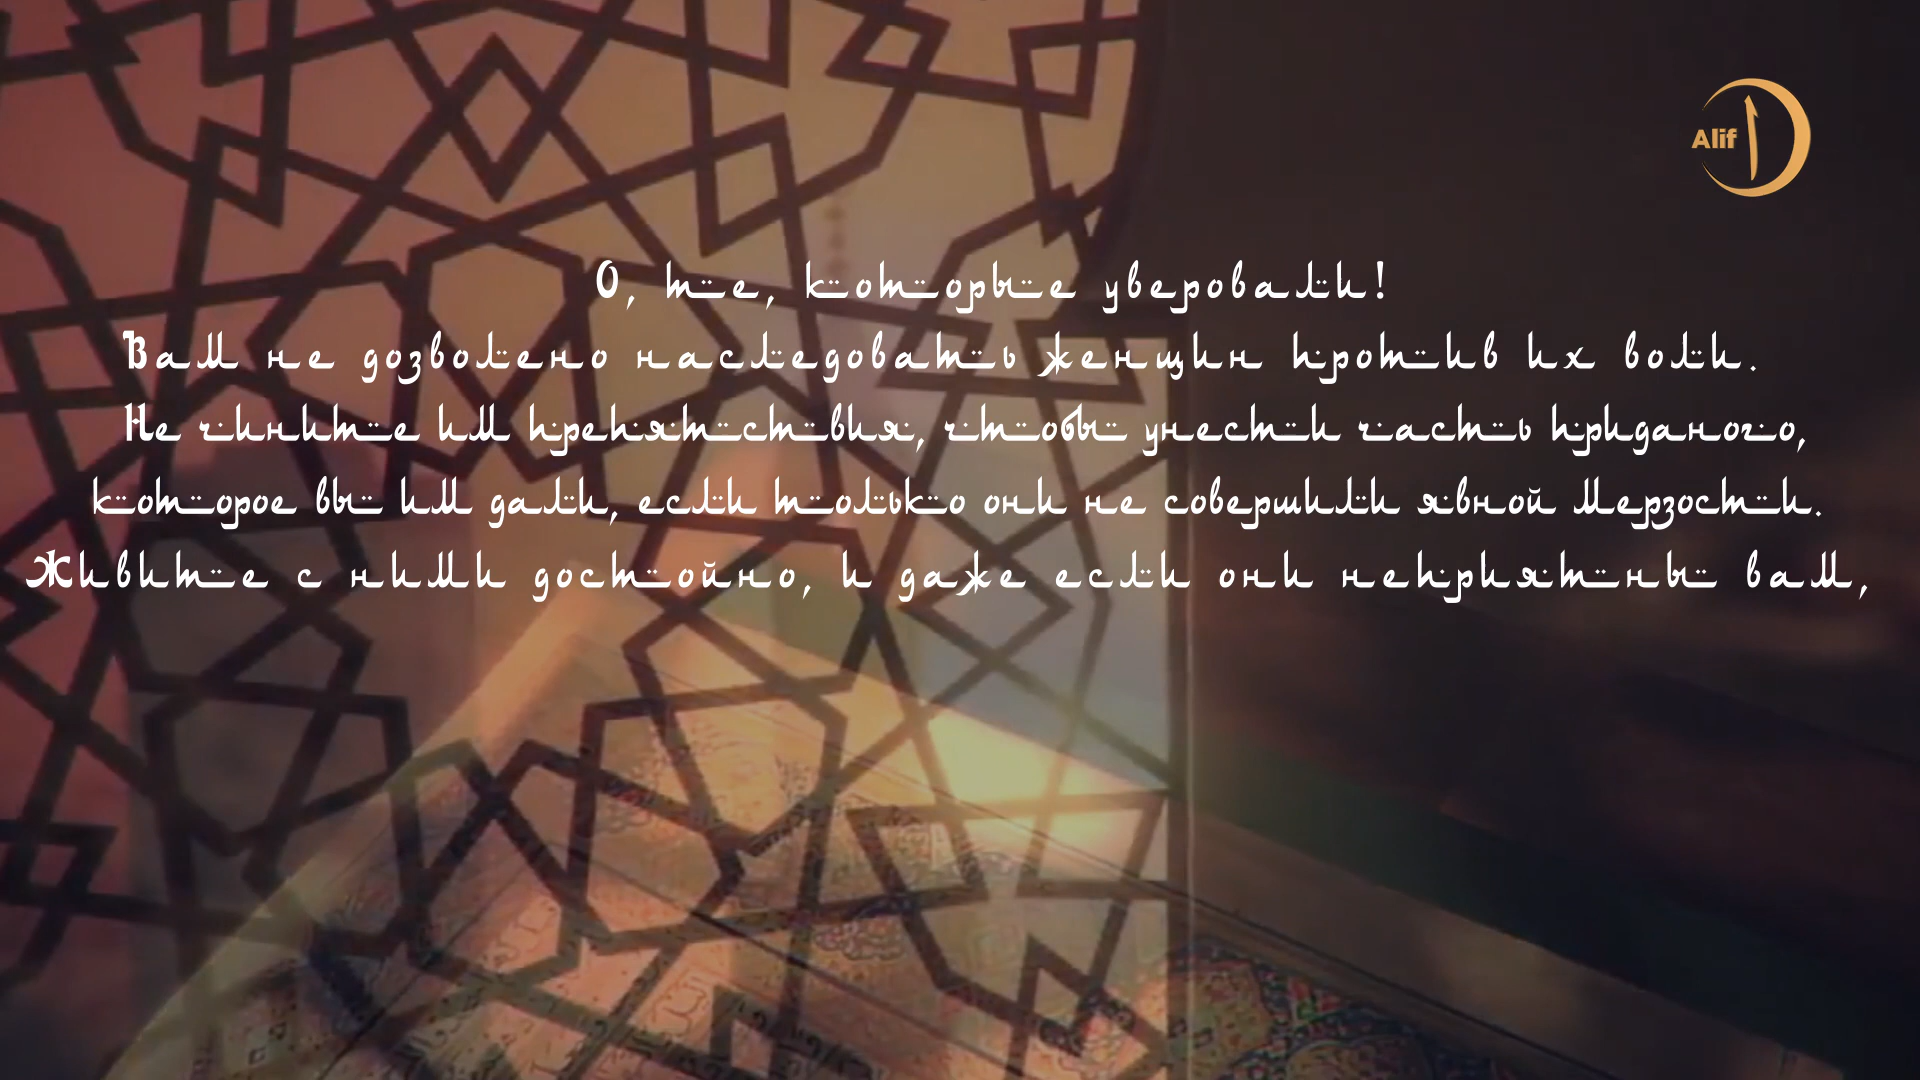 Alif
О, те, которые уверовали!
Вам не дозволено наследовать женщин против их воли.
Не чините им препятствия, чтобы унести часть приданого,
которое вы им дали, если только они не совершили явной мерзости.
Живите с ними достойно, и даже если они неприятны вам,